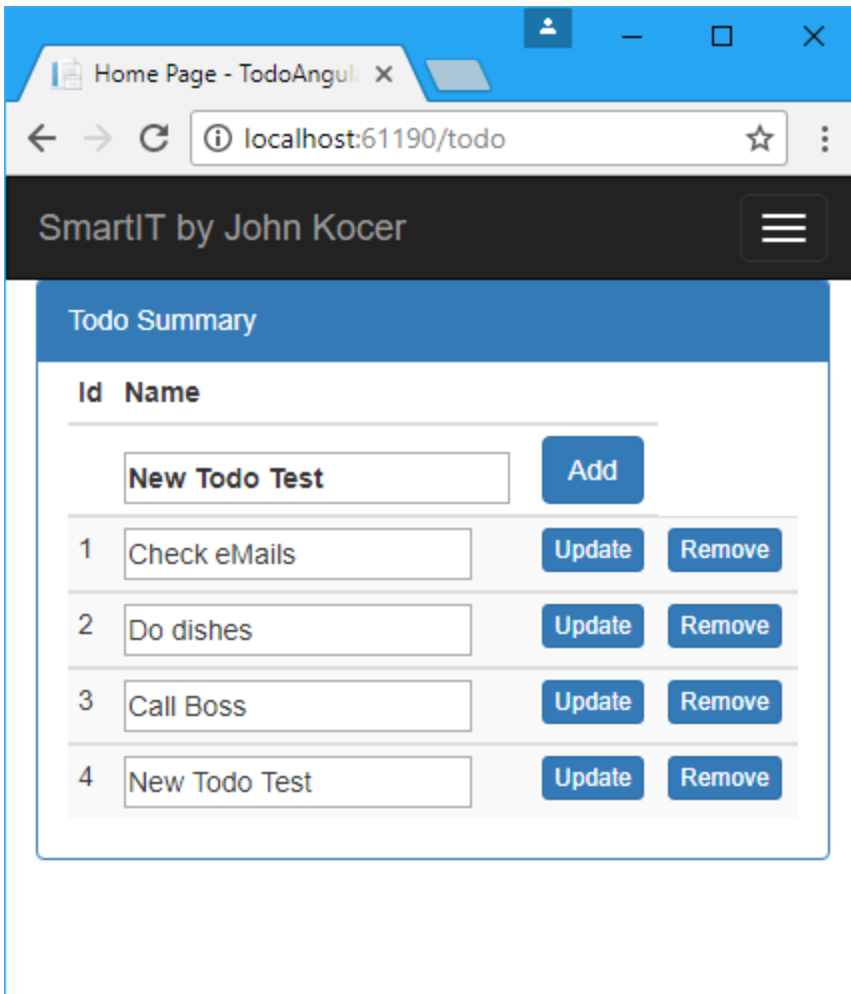 Home Page - TodoAngul
localhost:61190/todo
SmartIT by John Kocer
Todo Summary
Id Name
New Todo Test Add
1 Check eMails Update Remove
2 Do dishes Update Remove
3 Call Boss Update Remove
4 New Todo Test Update Remove